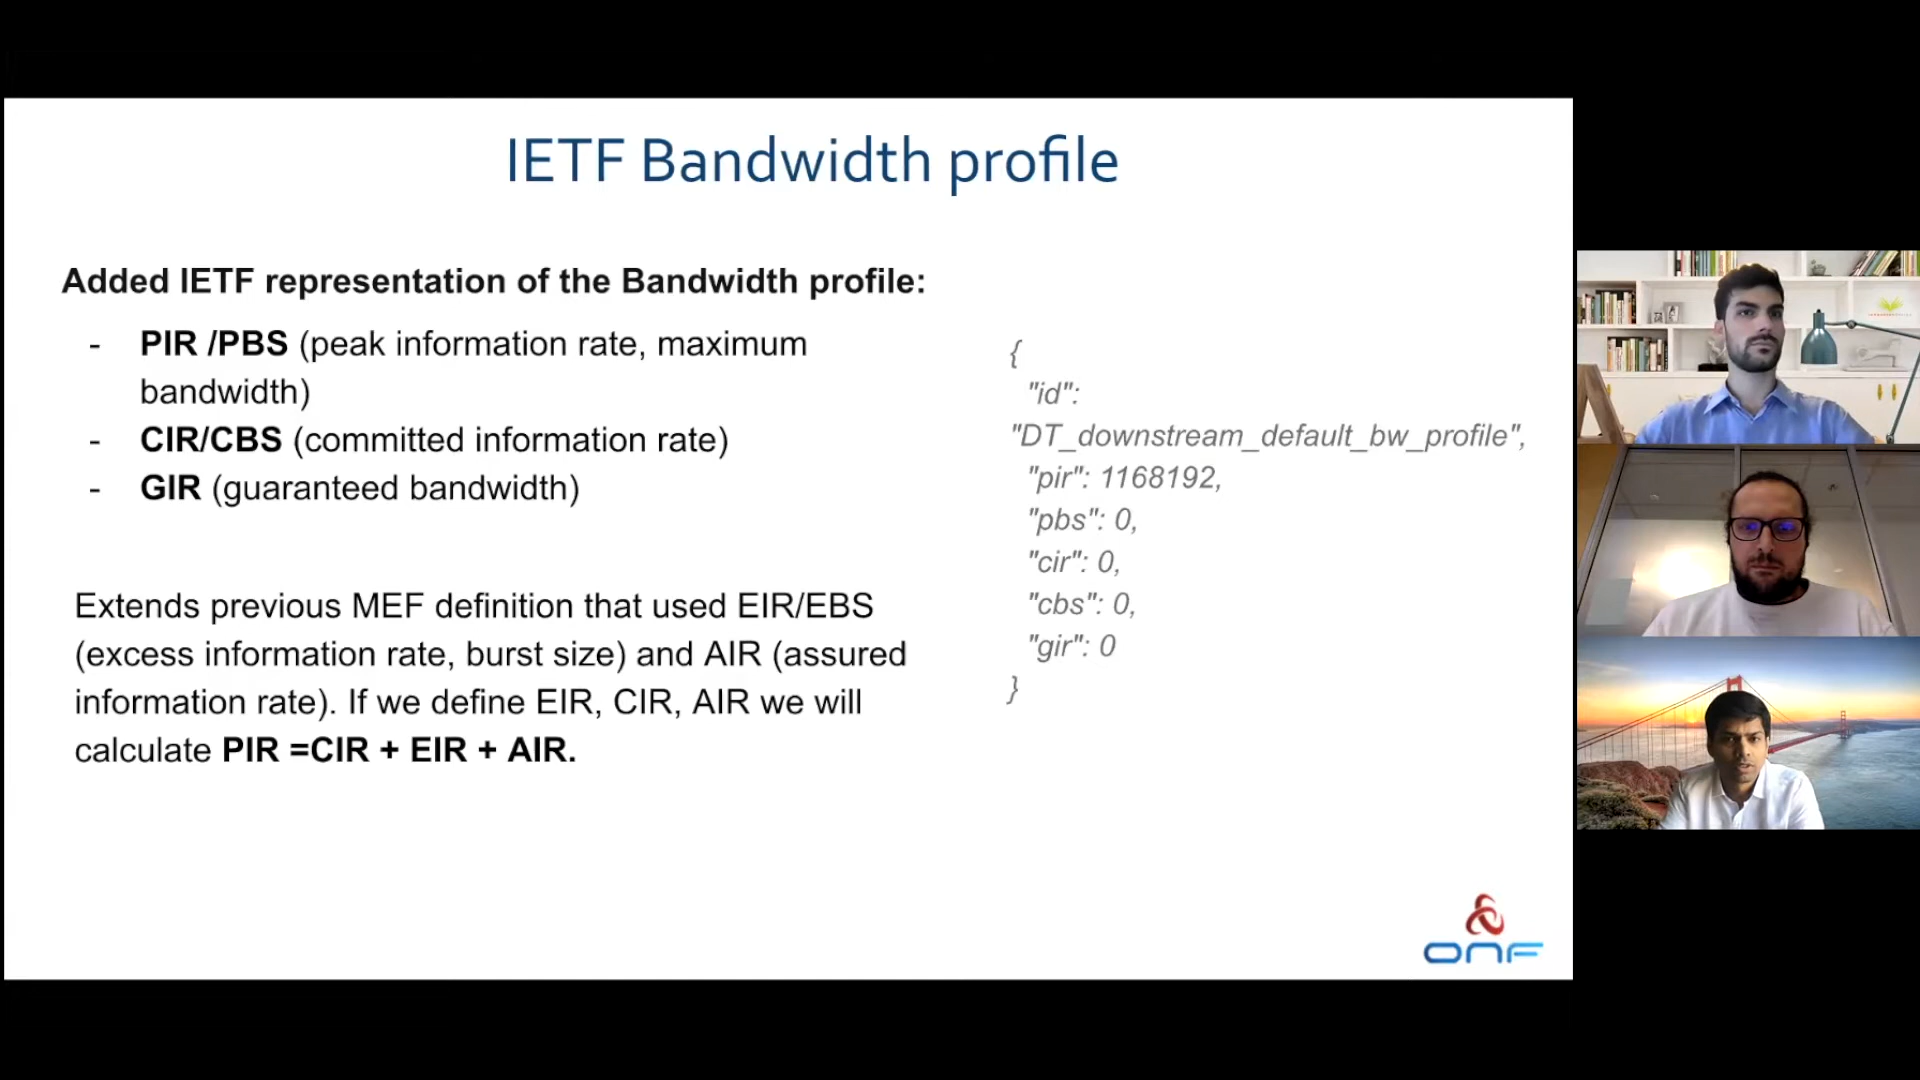 IETF Bandwidth profile
Added IETF representation of the Bandwidth profile:
- PIR /PBS (peak information rate, maximum
bandwidth)
- CIR/CBS (committed information rate)
- GIR (guaranteed bandwidth)
Extends previous MEF definition that used EIR/EBS
(excess information rate, burst size) and AIR (assured
information rate). If we define EIR, CIR, AIR we will
calculate PIR =CIR + EIR + AIR.
{
"id":
"DT_downstream_default_bw_profile",
"pir": 1168192,
"pbs": 0,
"cir": 0,
"cbs": 0,
"gir": 0
}
ONF